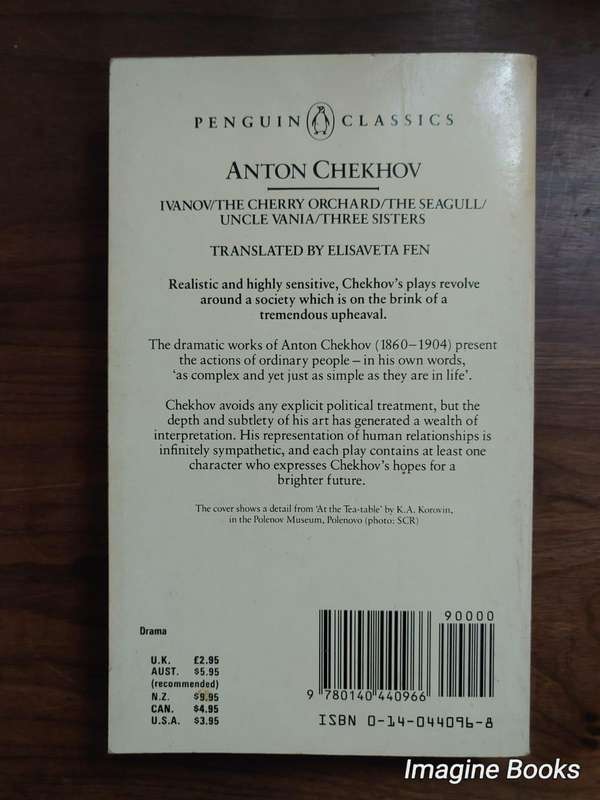 PENGUIN CLASSICS
ANTON CHEKHOV
IVANOV/THE CHERRY ORCHARD/THE SEAGULL/
UNCLE VANIA/THREE SISTERS
TRANSLATED BY ELISAVETA FEN
Realistic and highly sensitive, Chekhov's plays revolve
around a society which is on the brink of a
tremendous upheaval.
The dramatic works of Anton Chekhov (1860–1904) present
the actions of ordinary people – in his own words,
'as complex and yet just as simple as they are in life'.
Chekhov avoids any explicit political treatment, but the
depth and subtlety of his art has generated a wealth of
interpretation. His representation of human relationships is
infinitely sympathetic, and each play contains at least one
character who expresses Chekhov's hopes for a
brighter future.
The cover shows a detail from 'At the Tea-table' by K.A. Korovin,
in the Polenov Museum, Polenovo (photo: SCR)
Drama
U.K. £2.95
AUST. $5.95
(recommended)
N.Z. $9.95
CAN. $4.95
U.S.A. $3.95
90000
9 780140 440966
ISBN 0-14-044096-8
Imagine Books